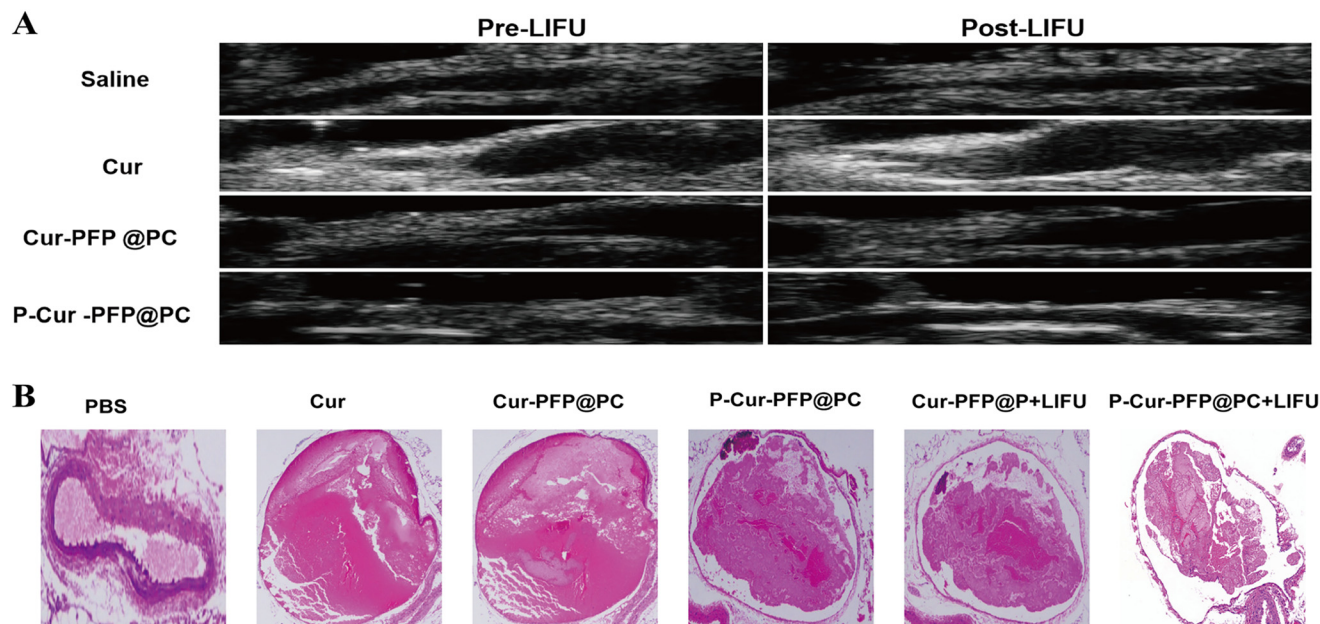 A
Pre-LIFU Post-LIFU
Saline
Cur
Cur-PFP @PC
P-Cur -PFP@PC
B
PBS Cur Cur-PFP@PC P-Cur-PFP@PC Cur-PFP@P+LIFU P-Cur-PFP@PC+LIFU